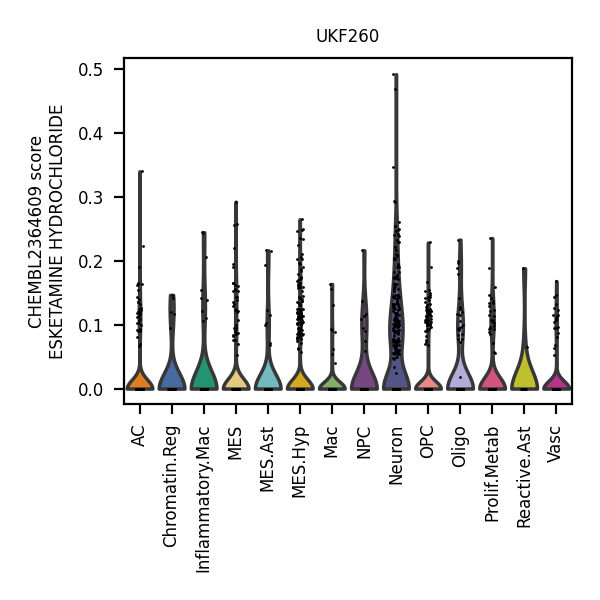 UKF260
CHEMBL2364609 score
ESKETAMINE HYDROCHLORIDE
0.5
0.4
0.3
0.2
0.1
0.0
AC
Chromatin.Reg
Inflammatory.Mac
MES
MES.Ast
MES.Hyp
Mac
NPC
Neuron
OPC
Oligo
Prolif.Metab
Reactive.Ast
Vasc